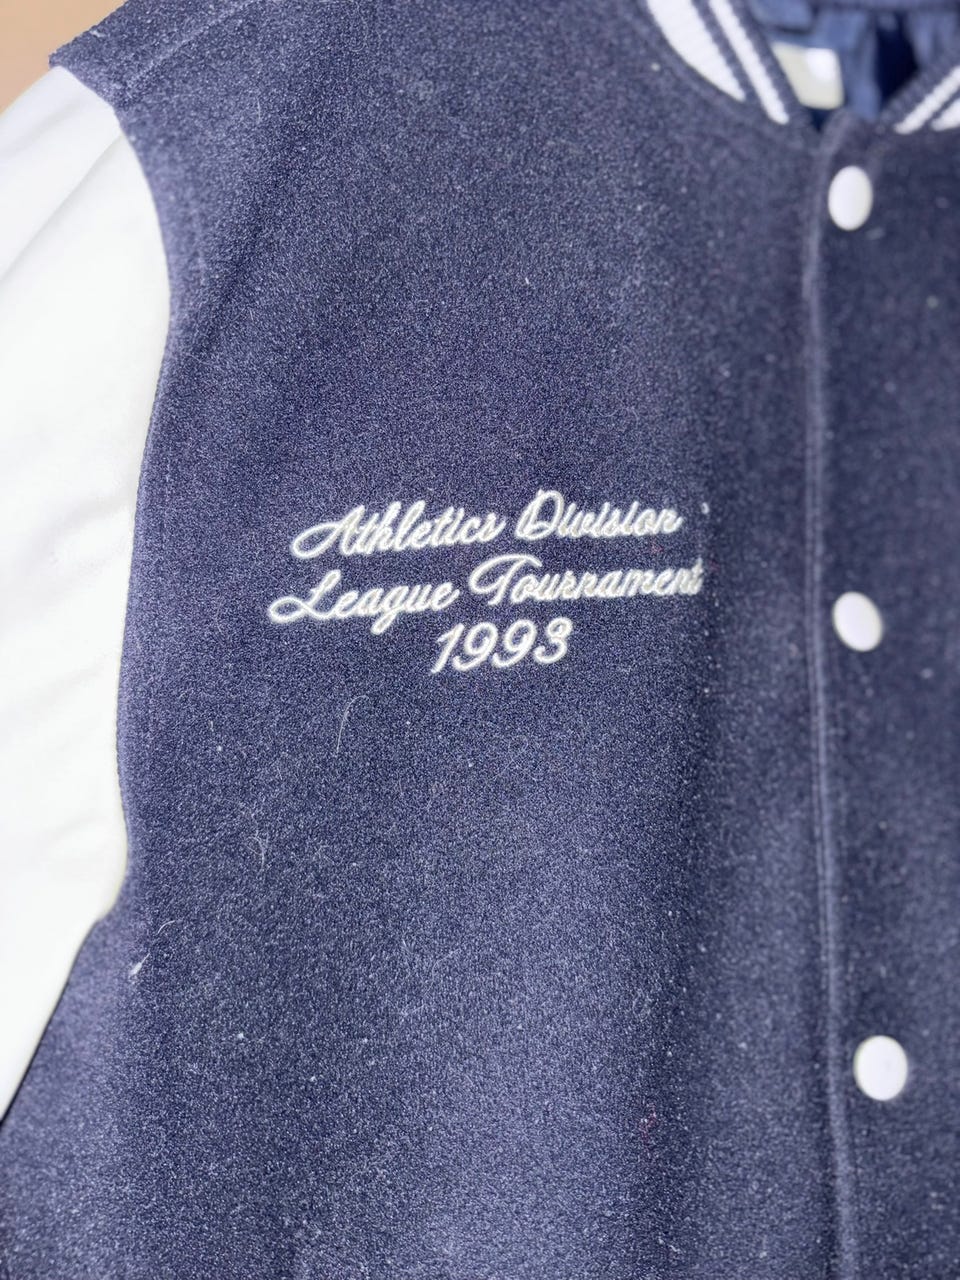 Athletics Division
League Tournament
1993